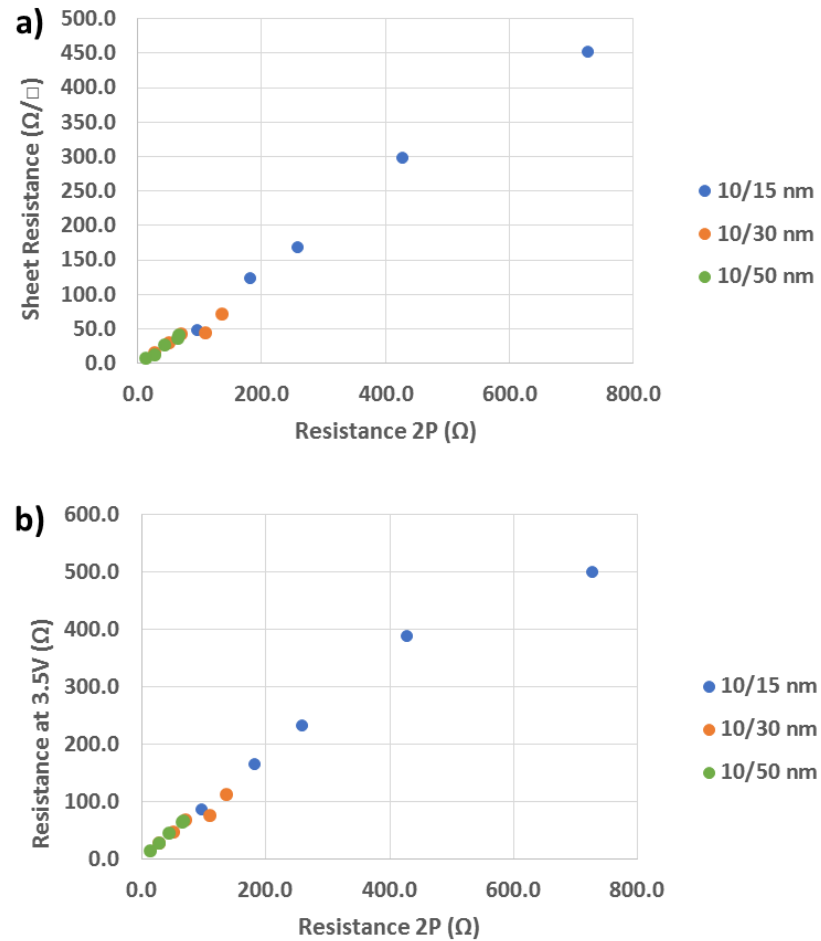 a)
500.0
450.0
400.0
350.0
300.0
250.0
200.0
150.0
100.0
50.0
0.0
Sheet Resistance (Ω/□)
0.0 200.0 400.0 600.0 800.0
Resistance 2P (Ω)
10/15 nm
10/30 nm
10/50 nm
b)
600.0
500.0
400.0
300.0
200.0
100.0
0.0
Resistance at 3.5V (Ω)
0.0 200.0 400.0 600.0 800.0
Resistance 2P (Ω)
10/15 nm
10/30 nm
10/50 nm